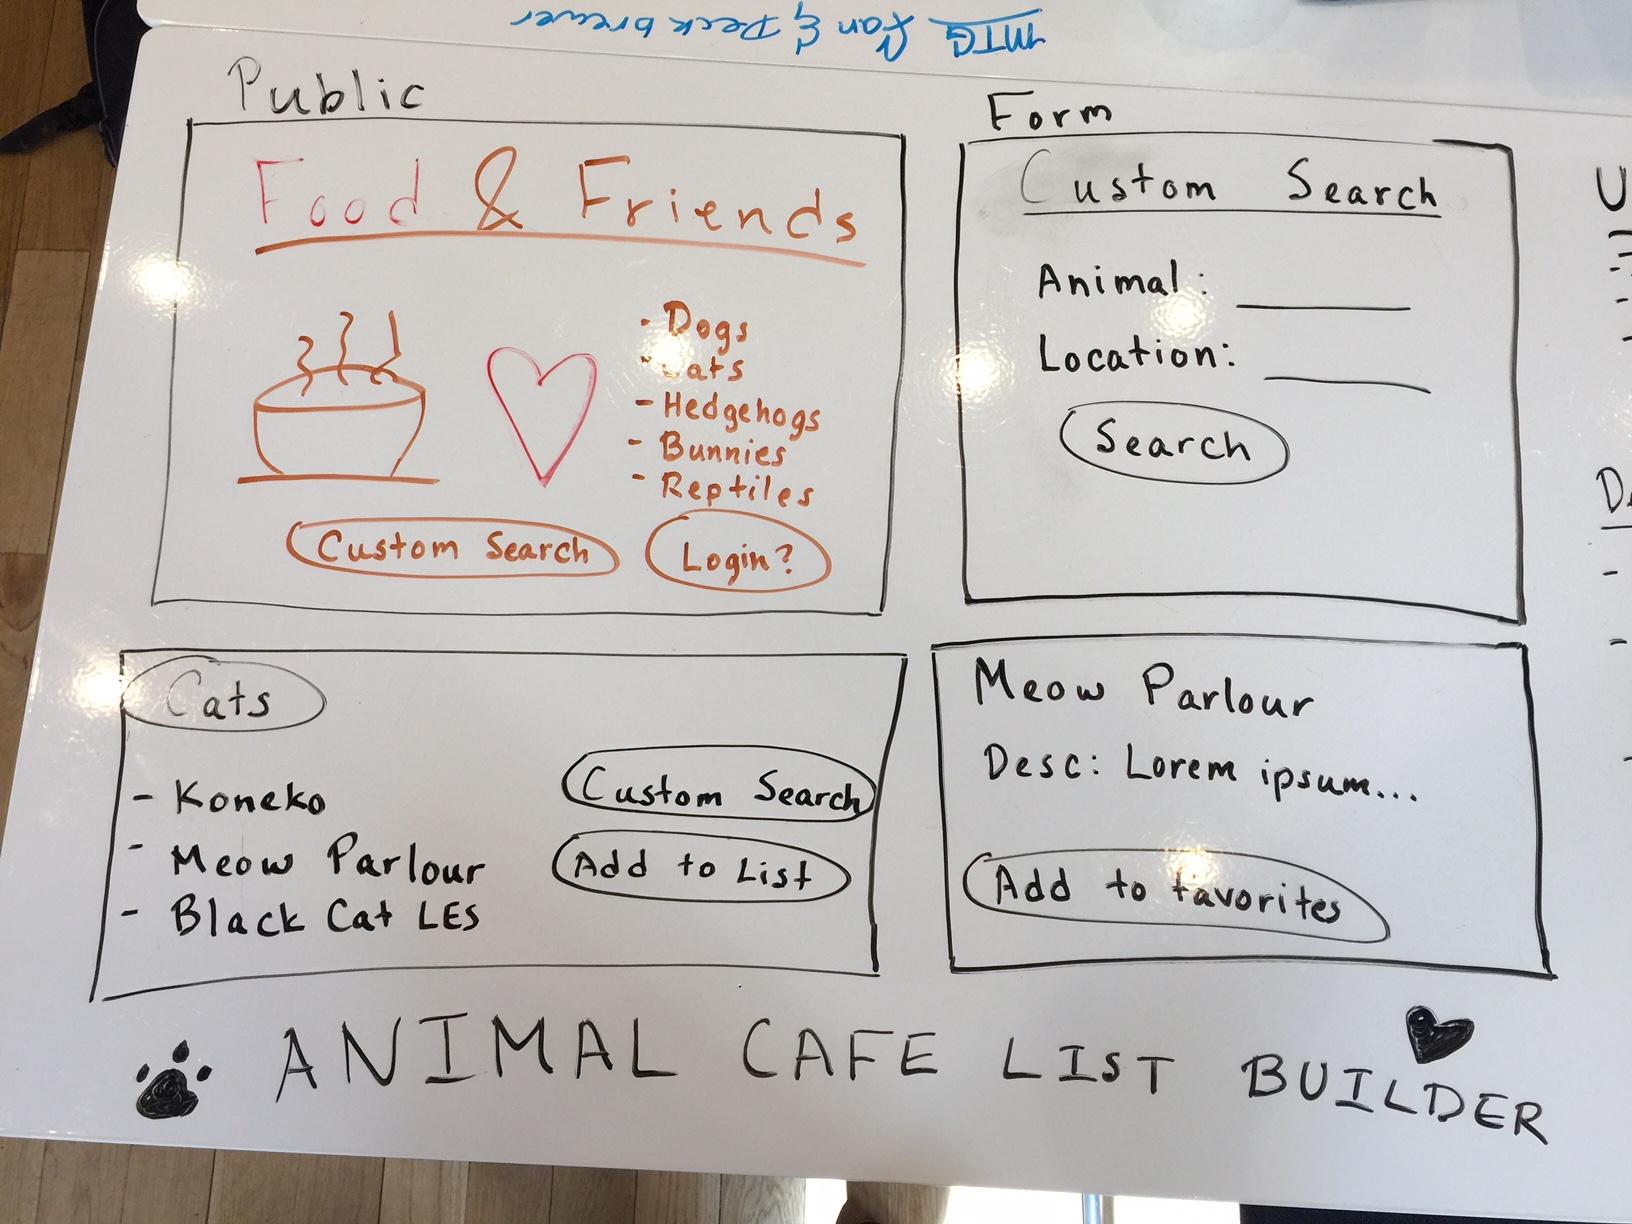 MTG fan & Deck brewer
Public
Food & Friends
- Dogs
- Cats
- Hedgehogs
- Bunnies
- Reptiles
Custom Search
Login?
Form
Custom Search
Animal: ______
Location: ______
Search
Cats
- Koneko
- Meow Parlour
- Black Cat LES
Custom Search
Add to List
Meow Parlour
Desc: Lorem ipsum...
Add to favorites
ANIMAL CAFE LIST BUILDER